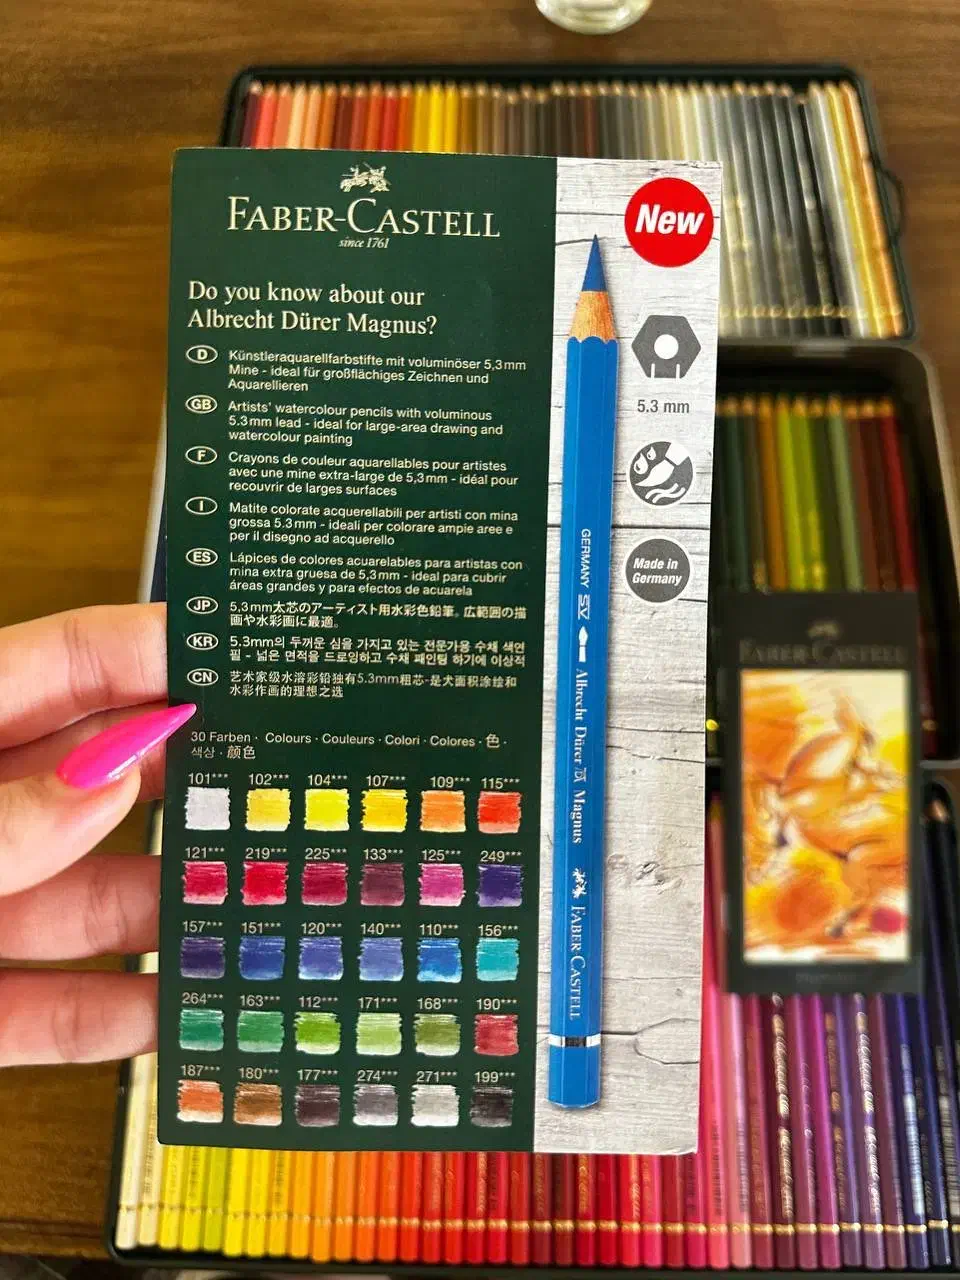 FABER-CASTELL
since 1761
New
Do you know about our
Albrecht Dürer Magnus?
D
Künstleraquarellfarbstifte mit voluminöser 5,3 mm
Mine - ideal für großflächiges Zeichnen und
Aquarellieren
GB
Artists' watercolour pencils with voluminous
5.3 mm lead - ideal for large-area drawing and
watercolour painting
F
Crayons de couleur aquarellables pour artistes
avec une mine extra-large de 5,3 mm - idéal pour
recouvrir de larges surfaces
I
Matite colorate acquerellabili per artisti con mina
grossa 5.3 mm - ideali per colorare ampie aree e
per il disegno ad acquerello
ES
Lápices de colores acuarelables para artistas con
mina extra gruesa de 5,3 mm - ideal para cubrir
áreas grandes y para efectos de acuarela
JP
5,3mm太芯のアーティスト用水彩色鉛筆。広範囲の描
画や水彩画に最適。
KR
5.3mm의 두꺼운 심을 가지고 있는 전문가용 수채 색연
필 - 넓은 면적을 드로잉하고 수채 패인팅 하기에 이상적
CN
艺术家级水溶彩铅独有5.3mm粗芯-是大面积涂绘和
水彩作画的理想之选
30 Farben · Colours · Couleurs · Colori · Colores · 色 ·
색상 · 颜色
101*** 102*** 104*** 107*** 109*** 115***
121*** 219*** 225*** 133*** 125*** 249***
157*** 151*** 120*** 140*** 110*** 156***
264*** 163*** 112*** 171*** 168*** 190***
187*** 180*** 177*** 274*** 271*** 199***
5.3 mm
Made in
Germany
GERMANY SV Albrecht Dürer Magnus FABER-CASTELL
FABER-CASTELL